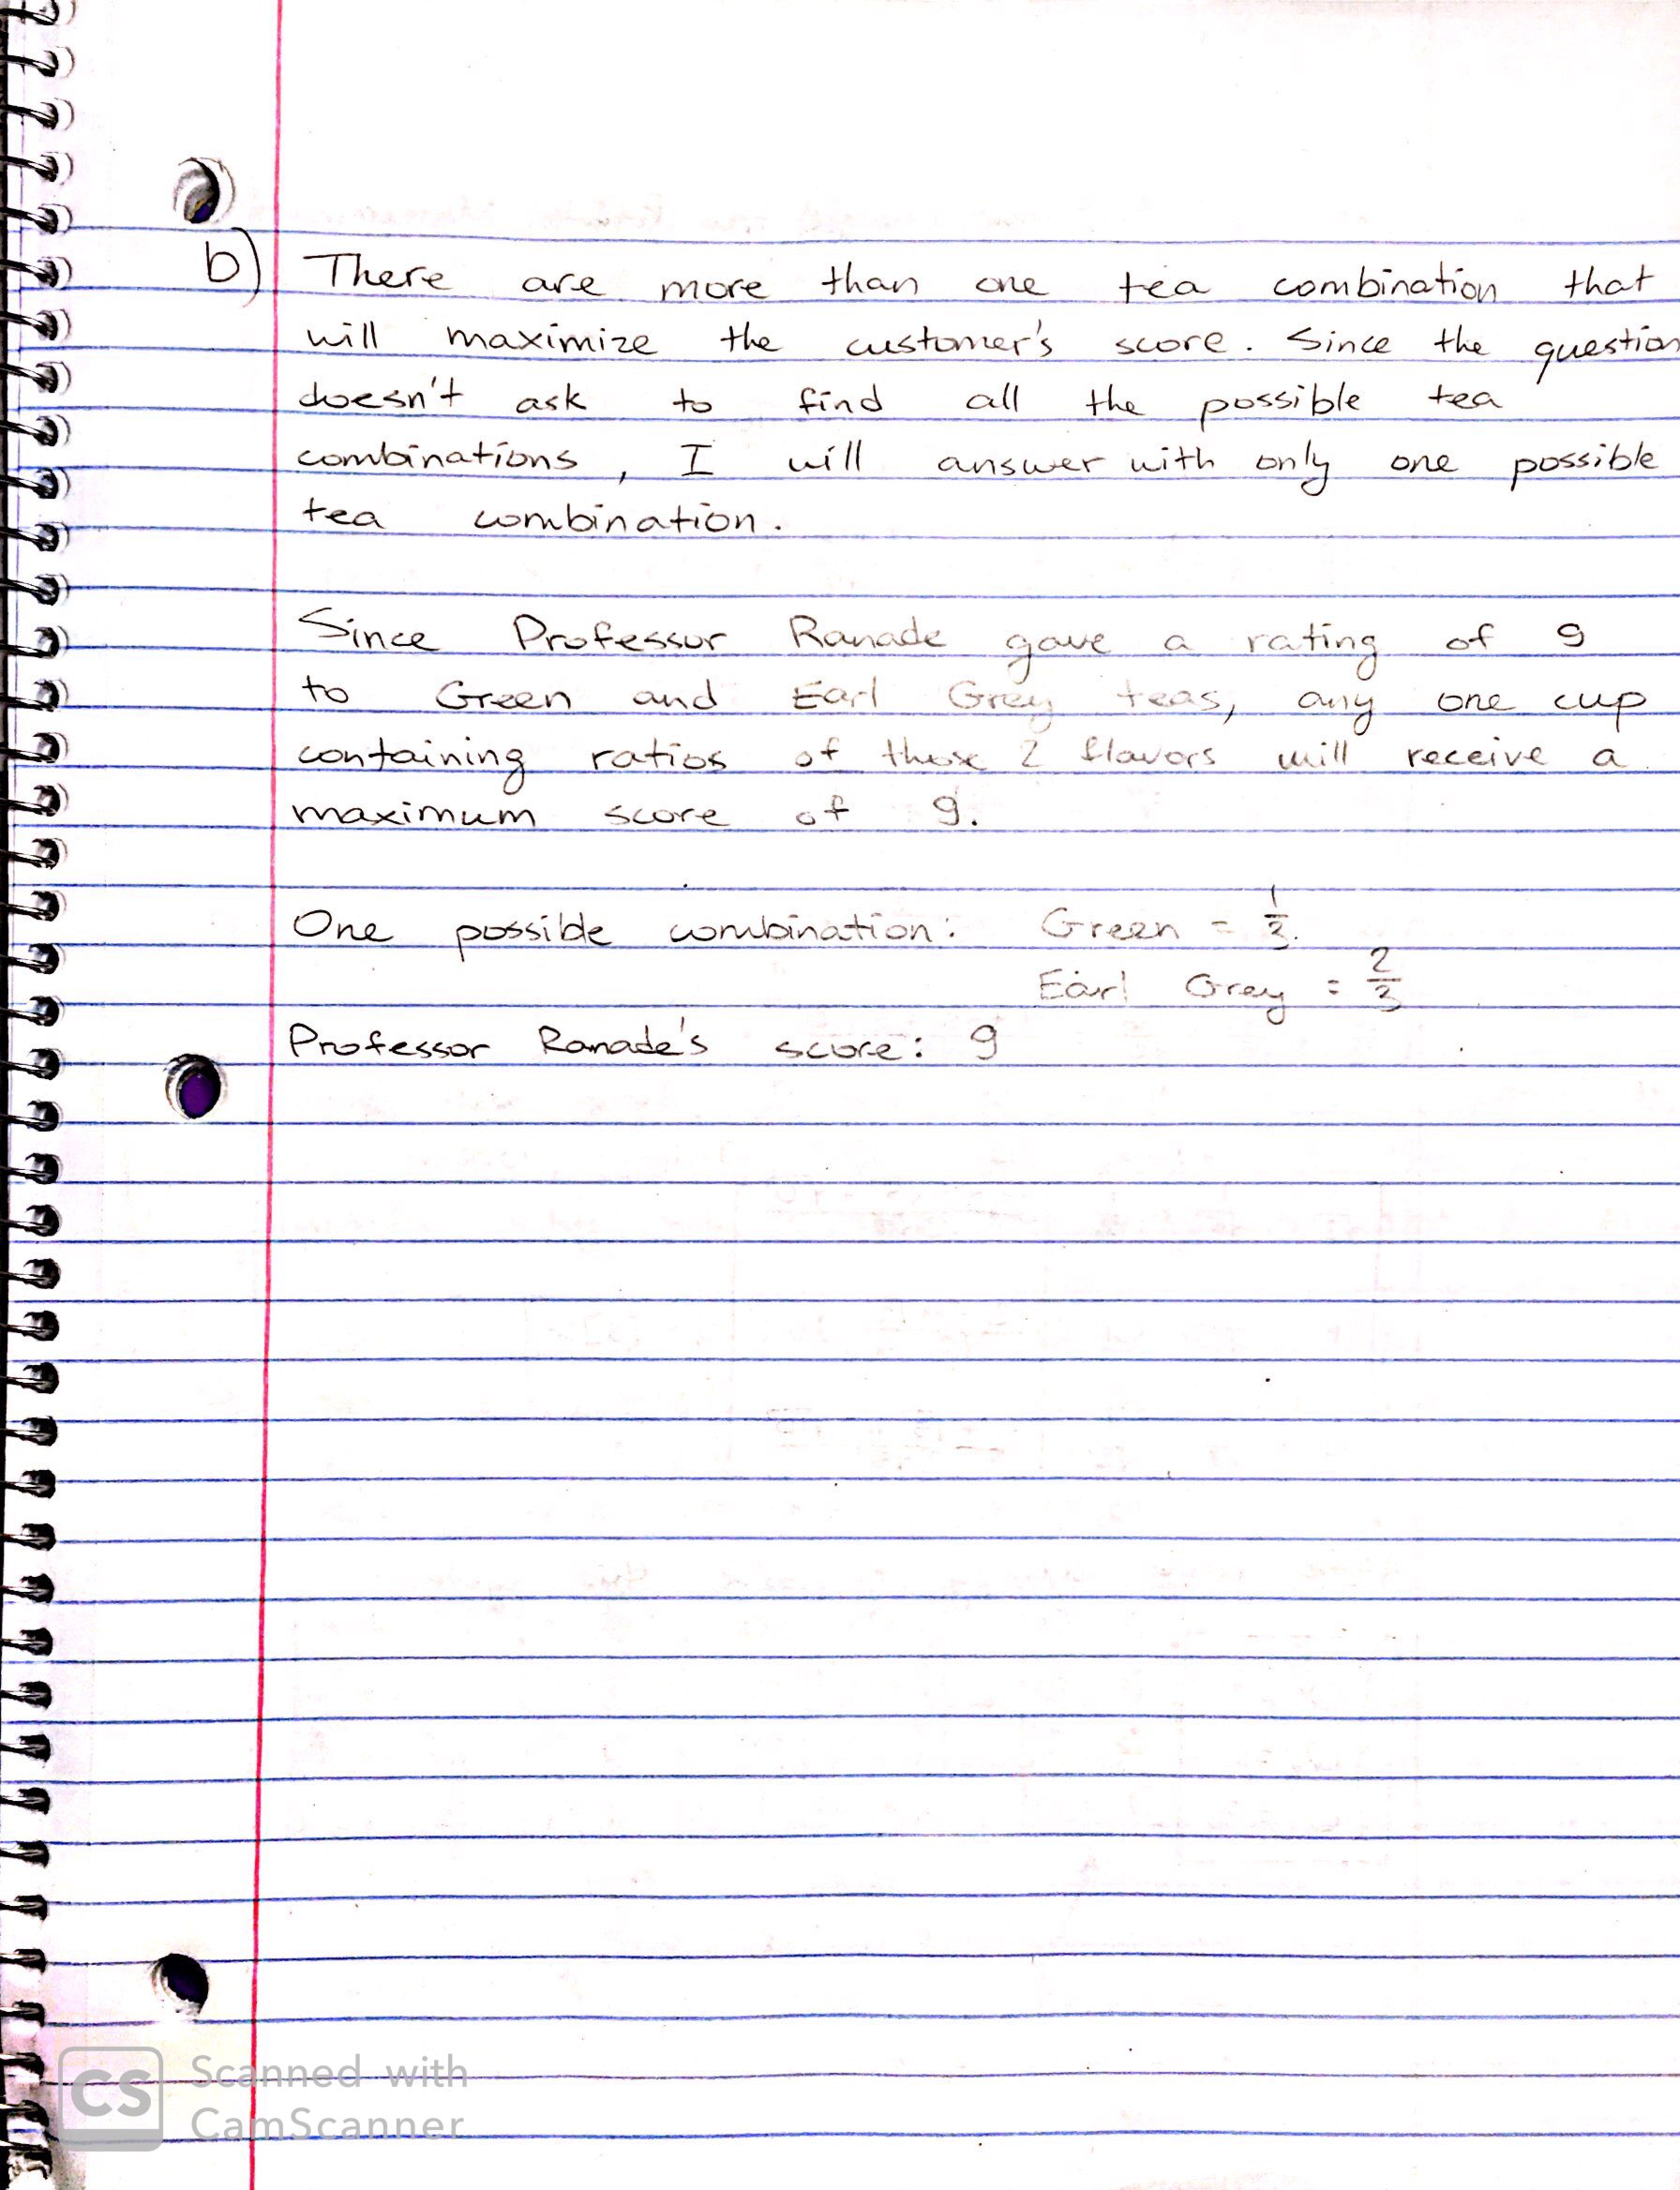 b) There are more than one tea combination that
will maximize the customer's score. Since the question
doesn't ask to find all the possible tea
combinations, I will answer with only one possible
tea combination.
Since Professor Ranade gave a rating of 9
to Green and Earl Grey teas, any one cup
containing ratios of these 2 flavors will receive a
maximum score of 9.
One possible combination: Green = 1/3.
Earl Grey = 2/3
Professor Ranade's score: 9
CS Scanned with
CamScanner